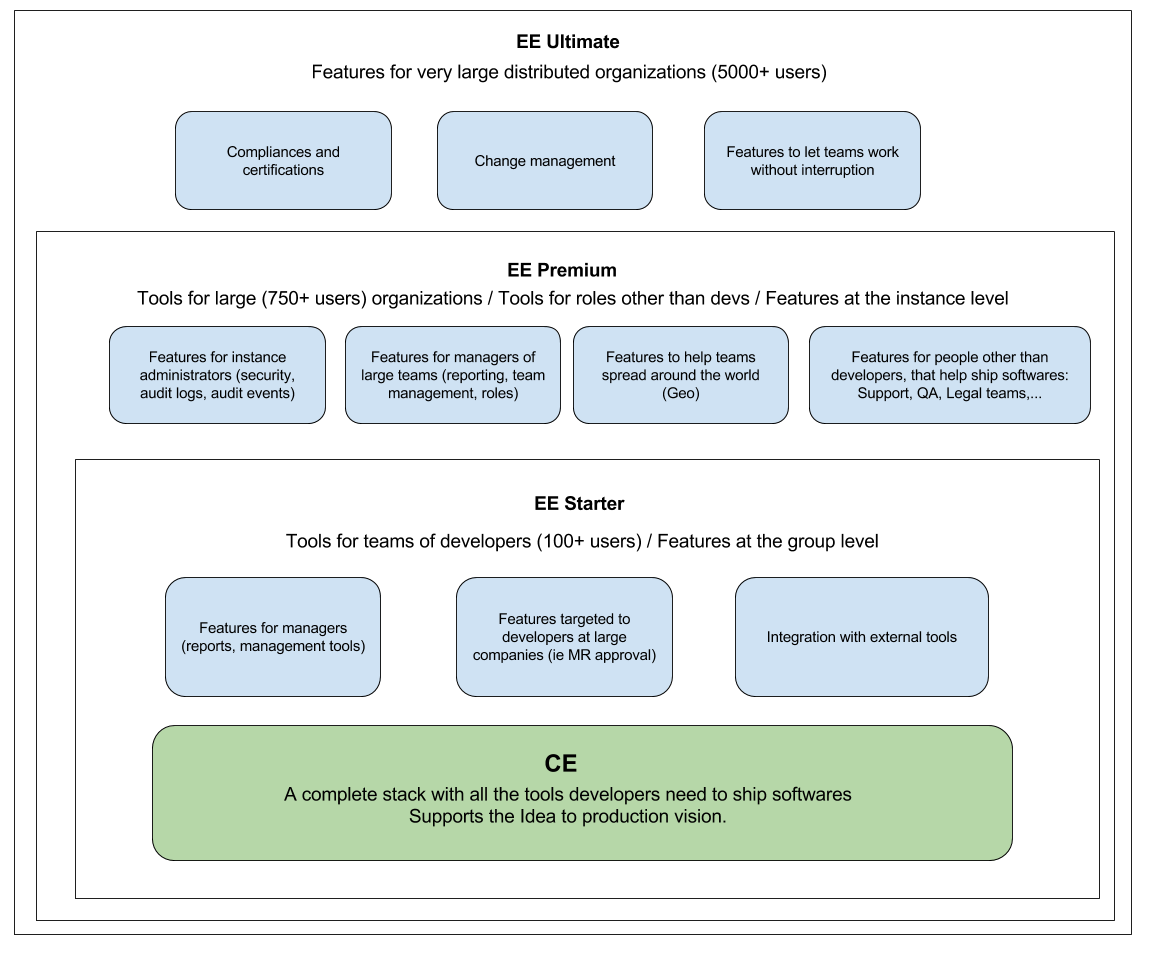 EE Ultimate
Features for very large distributed organizations (5000+ users)
Compliances and
certifications
Change management
Features to let teams work
without interruption
EE Premium
Tools for large (750+ users) organizations / Tools for roles other than devs / Features at the instance level
Features for instance
administrators (security,
audit logs, audit events)
Features for managers of
large teams (reporting, team
management, roles)
Features to help teams
spread around the world
(Geo)
Features for people other than
developers, that help ship softwares:
Support, QA, Legal teams,...
EE Starter
Tools for teams of developers (100+ users) / Features at the group level
Features for managers
(reports, management tools)
Features targeted to
developers at large
companies (ie MR approval)
Integration with external tools
CE
A complete stack with all the tools developers need to ship softwares
Supports the Idea to production vision.